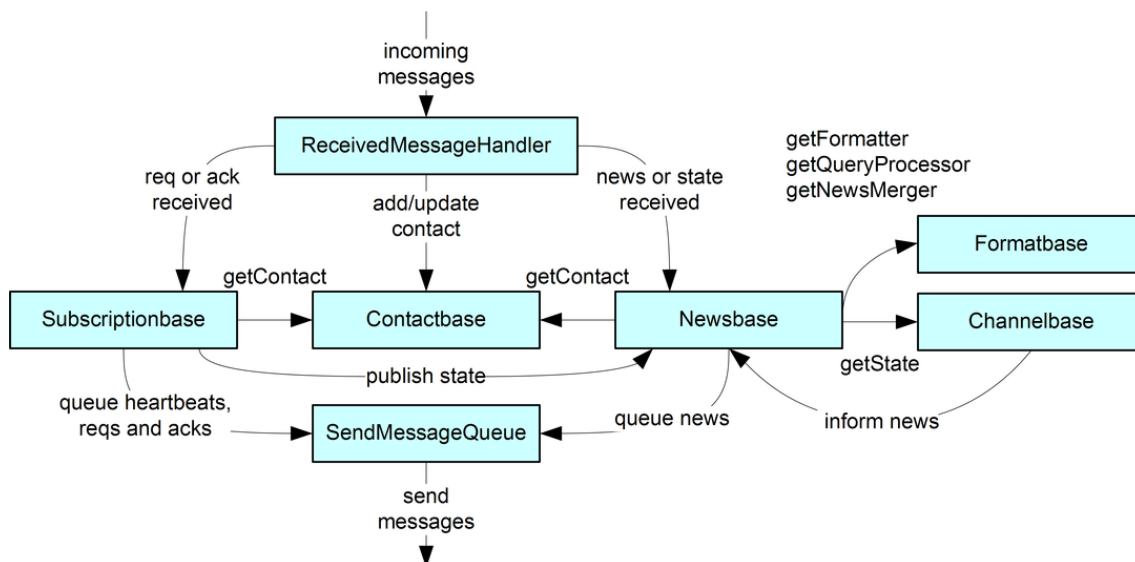 incoming
messages
ReceivedMessageHandler
getFormatter
getQueryProcessor
getNewsMerger
req or ack
received
add/update
contact
news or state
received
Formatbase
getContact
getContact
Subscriptionbase
Contactbase
Newsbase
Channelbase
publish state
getState
queue heartbeats,
reqs and acks
SendMessageQueue
queue news
inform news
send
messages